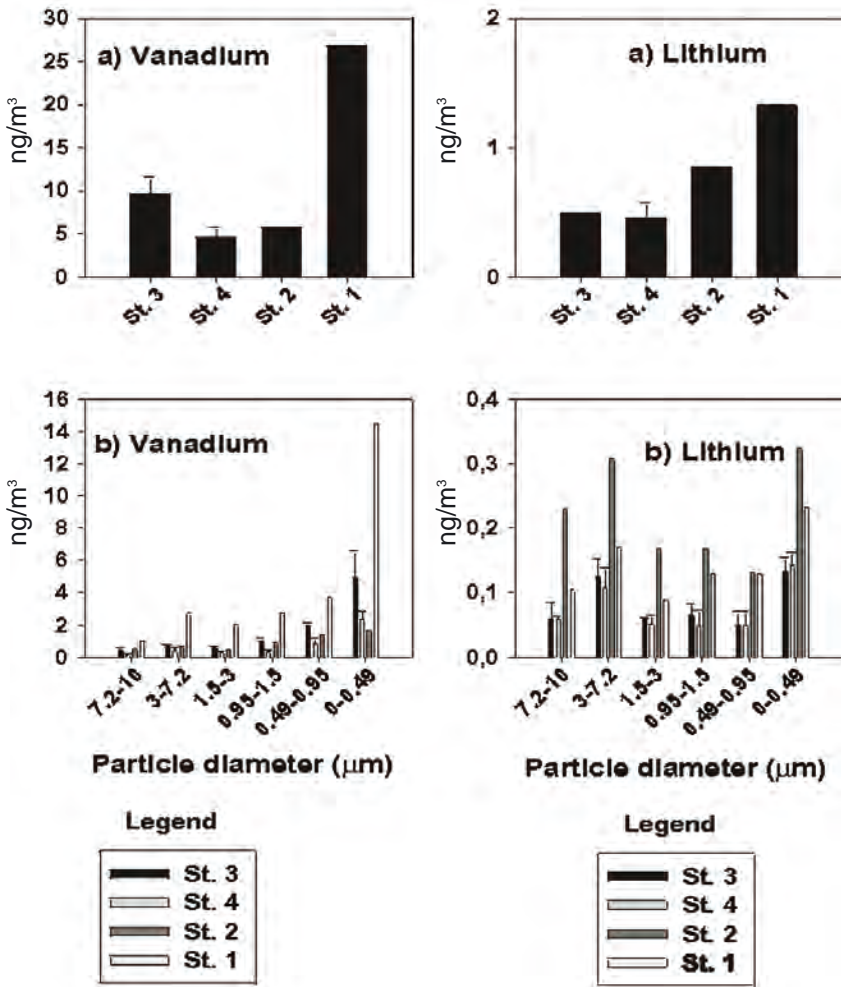 30
25
20
15
10
5
0
ng/m³
a) Vanadium
St. 3
St. 4
St. 2
St. 1
2
1
0
ng/m³
a) Lithium
St. 3
St. 4
St. 2
St. 1
16
14
12
10
8
6
4
2
0
ng/m³
b) Vanadium
7.2-10
3-7.2
1.5-3
0.95-1.5
0.49-0.95
0-0.49
Particle diameter (μm)
0,4
0,3
0,2
0,1
0,0
ng/m³
b) Lithium
7.2-10
3-7.2
1.5-3
0.95-1.5
0.49-0.95
0-0.49
Particle diameter (μm)
Legend
St. 3
St. 4
St. 2
St. 1
Legend
St. 3
St. 4
St. 2
St. 1